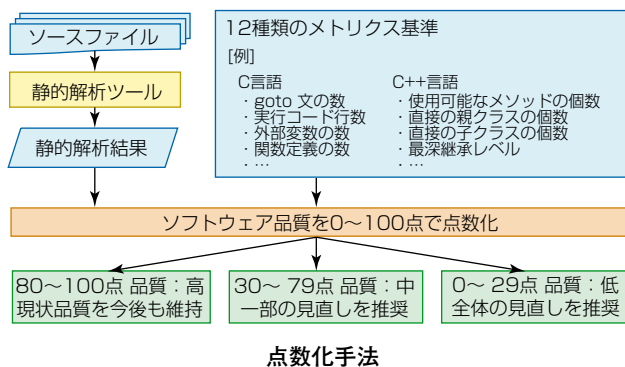 ソースファイル
静的解析ツール
静的解析結果
12種類のメトリクス基準
[例]
C言語
・goto 文の数
・実行コード行数
・外部変数の数
・関数定義の数
・…
C++言語
・使用可能なメソッドの個数
・直接の親クラスの個数
・直接の子クラスの個数
・最深継承レベル
・…
ソフトウェア品質を0〜100点で点数化
80〜100点 品質：高
現状品質を今後も維持
30〜 79点 品質：中
一部の見直しを推奨
0〜 29点 品質：低
全体の見直しを推奨
点数化手法